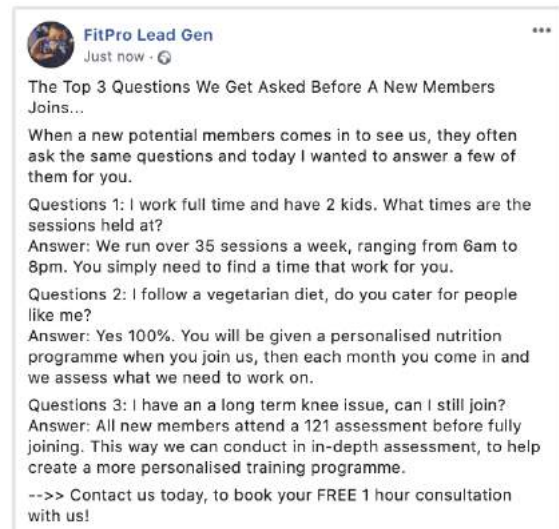 FitPro Lead Gen
Just now ·
The Top 3 Questions We Get Asked Before A New Members
Joins...
When a new potential members comes in to see us, they often
ask the same questions and today I wanted to answer a few of
them for you.
Questions 1: I work full time and have 2 kids. What times are the
sessions held at?
Answer: We run over 35 sessions a week, ranging from 6am to
8pm. You simply need to find a time that work for you.
Questions 2: I follow a vegetarian diet, do you cater for people
like me?
Answer: Yes 100%. You will be given a personalised nutrition
programme when you join us, then each month you come in and
we assess what we need to work on.
Questions 3: I have an a long term knee issue, can I still join?
Answer: All new members attend a 121 assessment before fully
joining. This way we can conduct in in-depth assessment, to help
create a more personalised training programme.
-->> Contact us today, to book your FREE 1 hour consultation
with us!